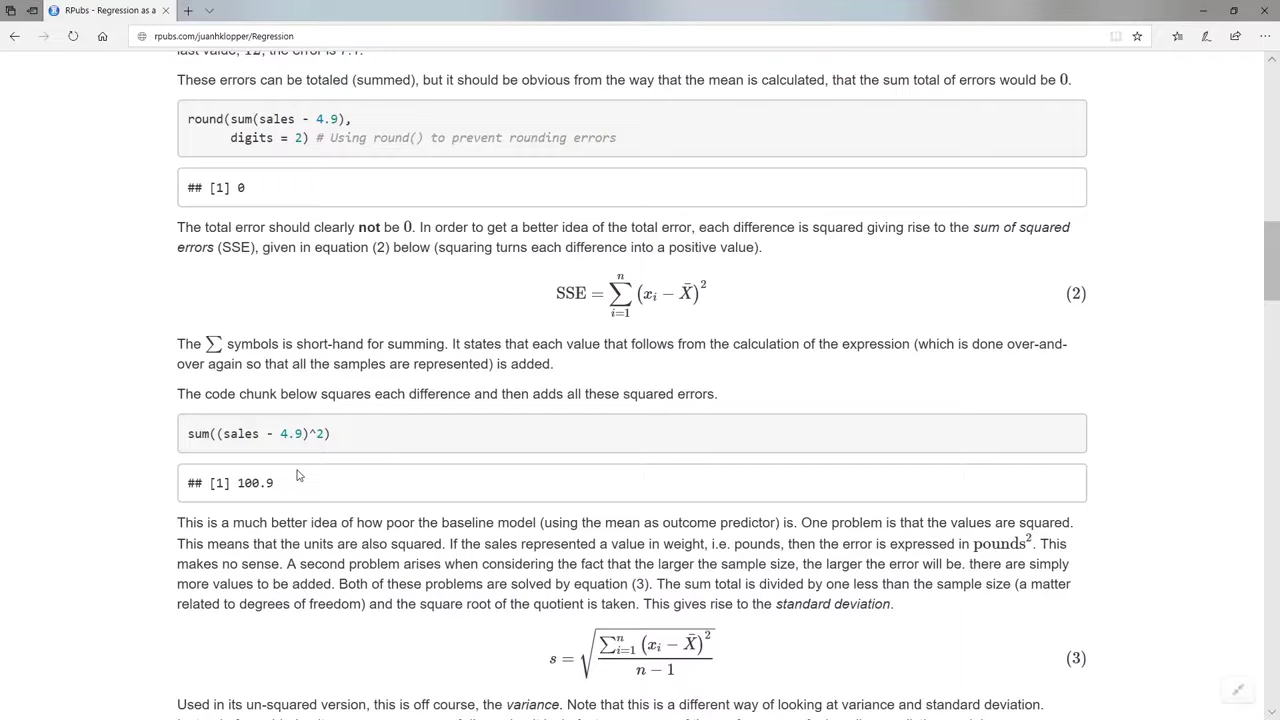 RPubs - Regression as a
rpubs.com/juanhklopper/Regression
last value, 12, the error is 7.1.
These errors can be totaled (summed), but it should be obvious from the way that the mean is calculated, that the sum total of errors would be 0.
round(sum(sales - 4.9),
digits = 2) # Using round() to prevent rounding errors
## [1] 0
The total error should clearly not be 0. In order to get a better idea of the total error, each difference is squared giving rise to the sum of squared
errors (SSE), given in equation (2) below (squaring turns each difference into a positive value).
SSE = ∑_{i=1}^{n} (x_i − X̄)² (2)
The ∑ symbols is short-hand for summing. It states that each value that follows from the calculation of the expression (which is done over-and-
over again so that all the samples are represented) is added.
The code chunk below squares each difference and then adds all these squared errors.
sum((sales - 4.9)^2)
## [1] 100.9
This is a much better idea of how poor the baseline model (using the mean as outcome predictor) is. One problem is that the values are squared.
This means that the units are also squared. If the sales represented a value in weight, i.e. pounds, then the error is expressed in pounds². This
makes no sense. A second problem arises when considering the fact that the larger the sample size, the larger the error will be. there are simply
more values to be added. Both of these problems are solved by equation (3). The sum total is divided by one less than the sample size (a matter
related to degrees of freedom) and the square root of the quotient is taken. This gives rise to the standard deviation.
s = √(∑_{i=1}^{n} (x_i − X̄)² / (n − 1)) (3)
Used in its un-squared version, this is off course, the variance. Note that this is a different way of looking at variance and standard deviation.